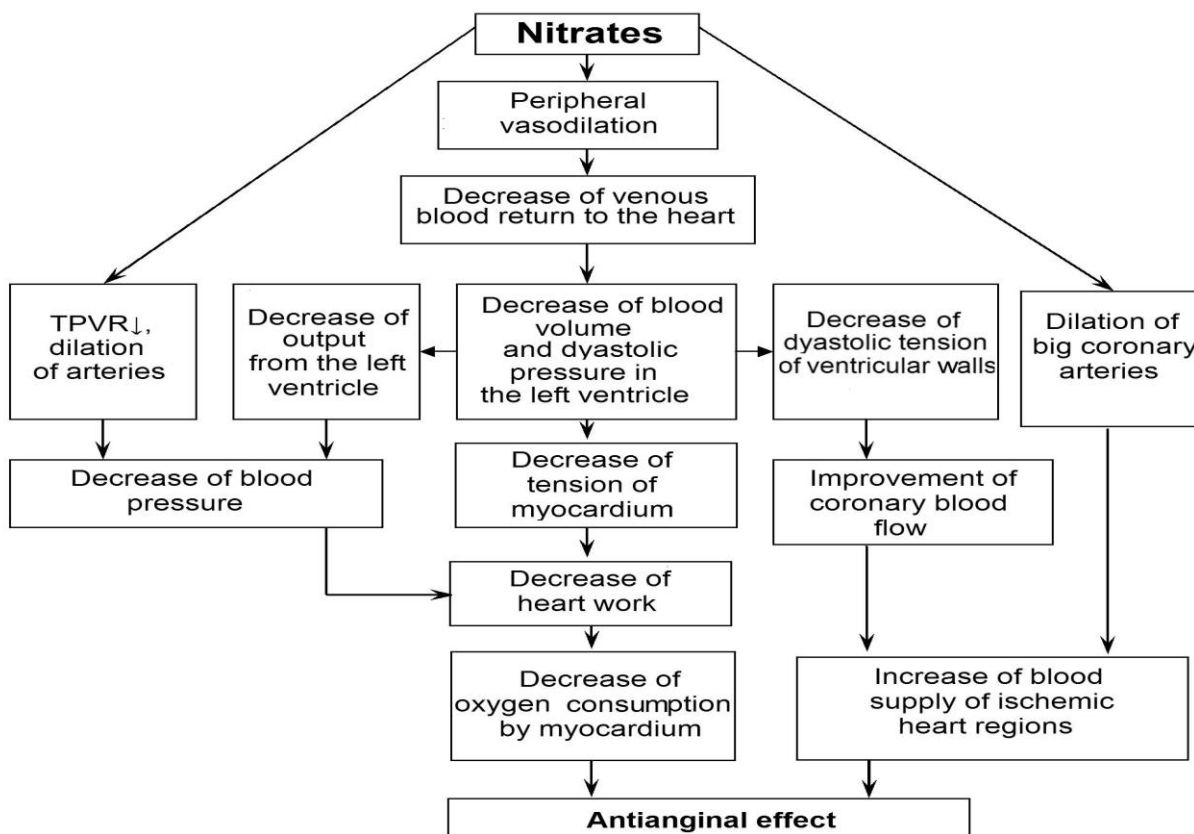 Nitrates
Peripheral
vasodilation
Decrease of venous
blood return to the heart
TPVR↓,
dilation
of arteries
Decrease of
output
from the left
ventricle
Decrease of blood
volume
and dyastolic
pressure in
the left ventricle
Decrease of
dyastolic tension
of ventricular walls
Dilation of
big coronary
arteries
Decrease of blood
pressure
Decrease of
tension of
myocardium
Improvement of
coronary blood
flow
Decrease of
heart work
Decrease of
oxygen consumption
by myocardium
Increase of blood
supply of ischemic
heart regions
Antianginal effect